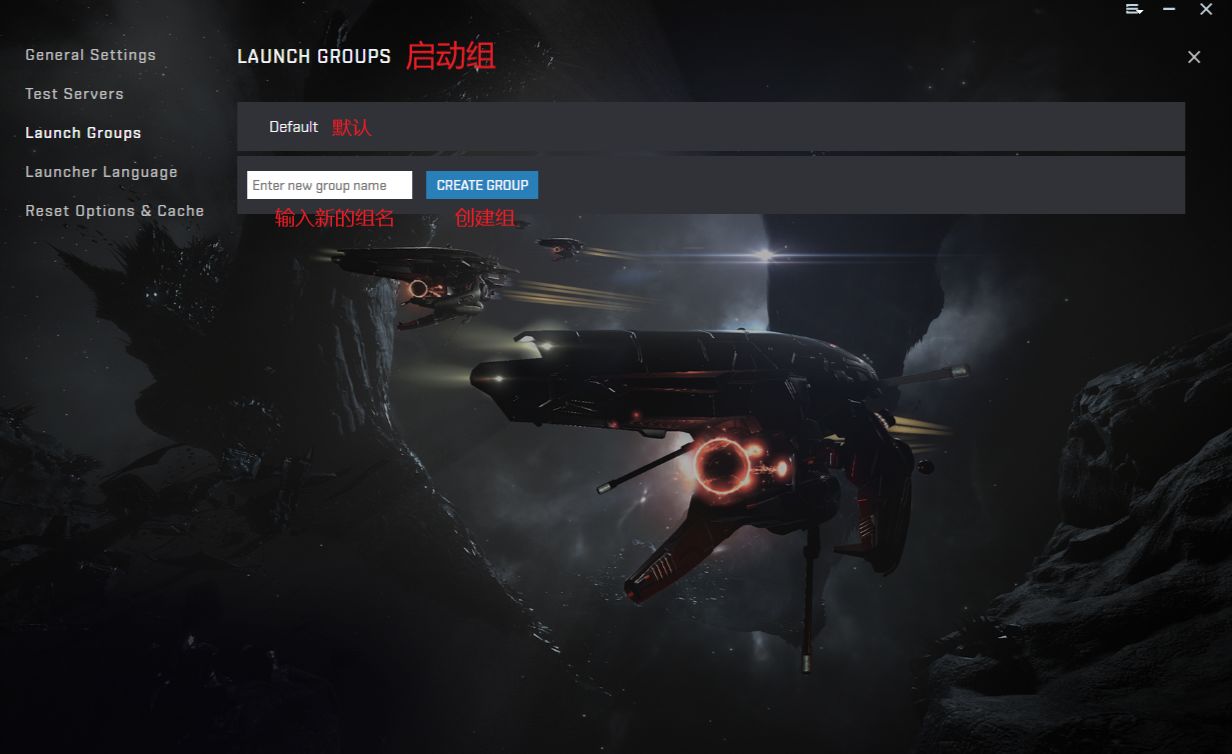 General Settings
Test Servers
Launch Groups
Launcher Language
Reset Options & Cache
LAUNCH GROUPS 启动组
Default 默认
Enter new group name CREATE GROUP
输入新的组名 创建组